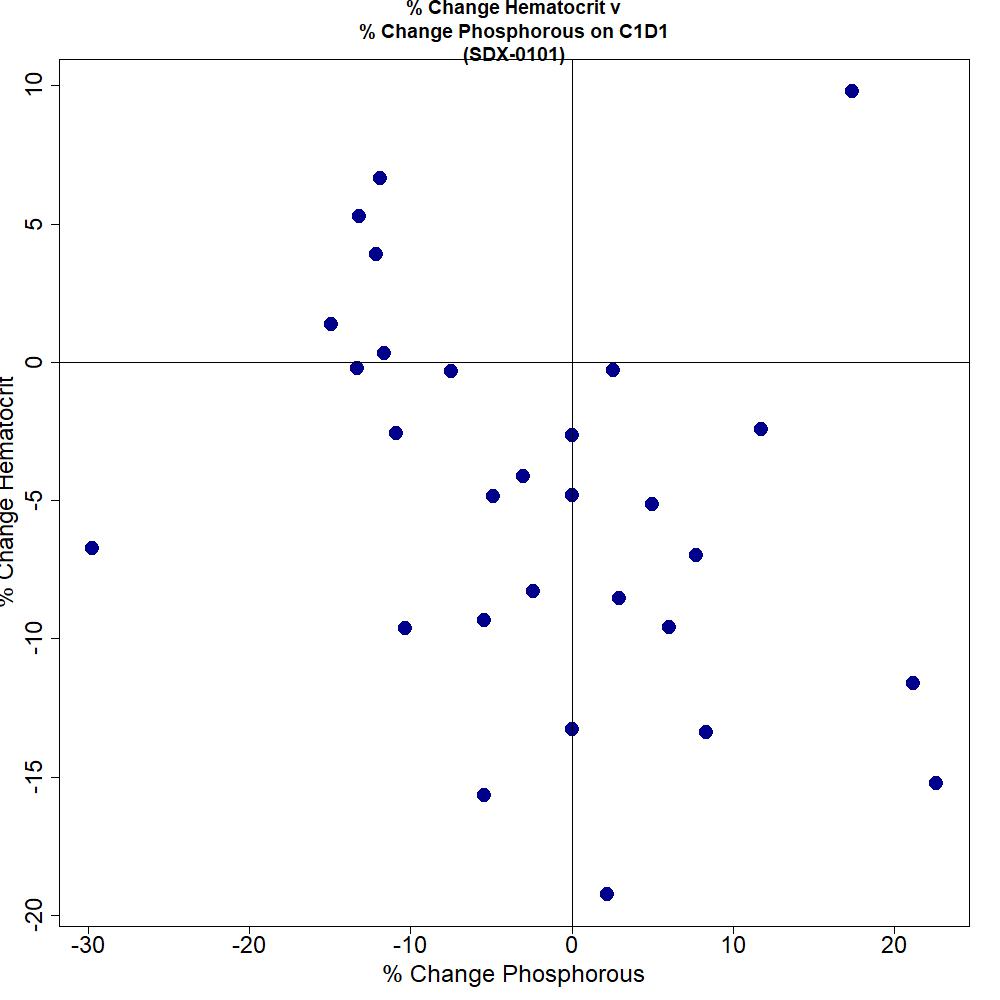 % Change Hematocrit v
% Change Phosphorous on C1D1
(SDX-0101)
% Change Hematocrit
10
5
0
-5
-10
-15
-20
-30
-20
-10
0
10
20
% Change Phosphorous